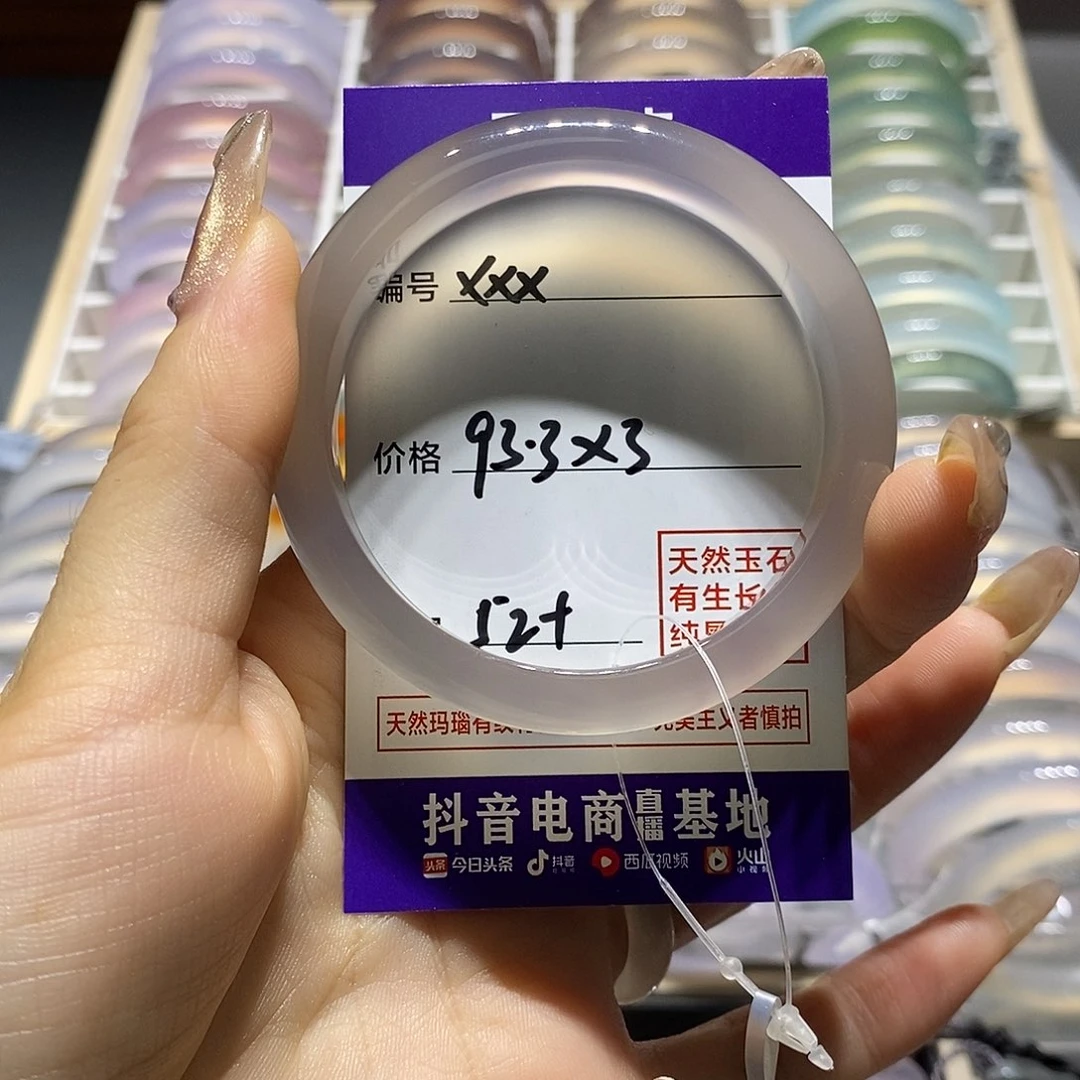 编号 xxx
价格 93.3x3
52+
天然玉石
有生长
天然玛瑙有纹
完美主义者慎拍
抖音电商直播基地
头条 今日头条 抖音 西瓜视频 火山